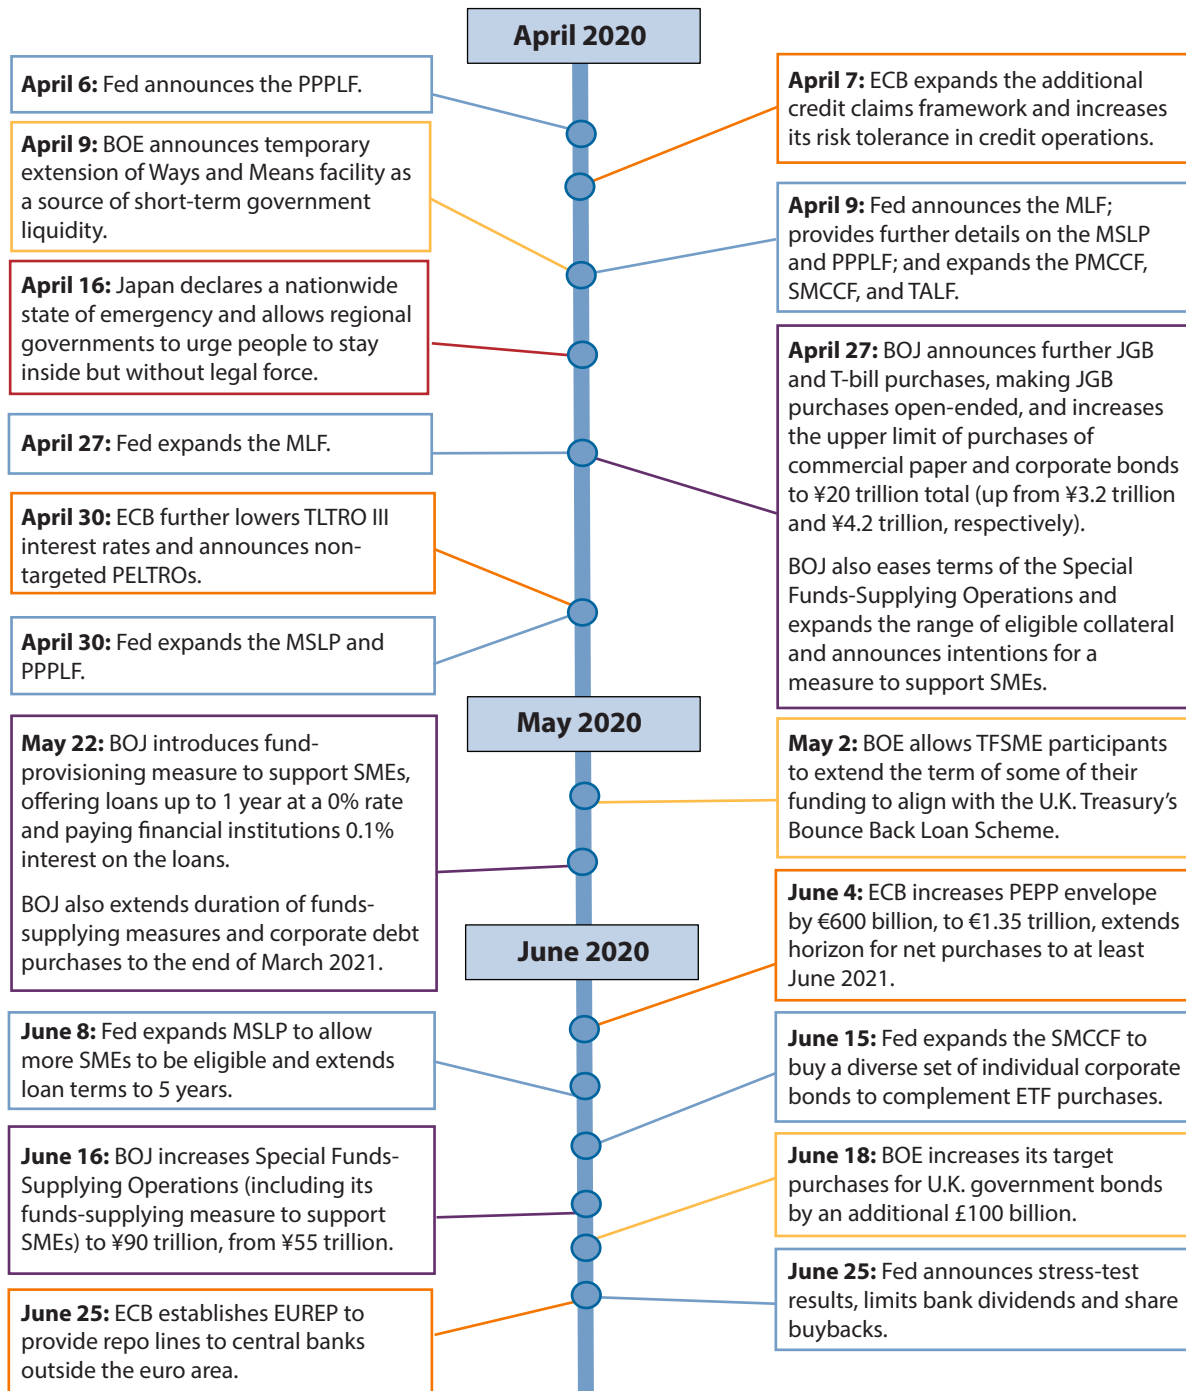 April 2020
April 6: Fed announces the PPPLF.
April 7: ECB expands the additional
credit claims framework and increases
its risk tolerance in credit operations.
April 9: BOE announces temporary
extension of Ways and Means facility as
a source of short-term government
liquidity.
April 9: Fed announces the MLF;
provides further details on the MSLP
and PPPLF; and expands the PMCCF,
SMCCF, and TALF.
April 16: Japan declares a nationwide
state of emergency and allows regional
governments to urge people to stay
inside but without legal force.
April 27: BOJ announces further JGB
and T-bill purchases, making JGB
purchases open-ended, and increases
the upper limit of purchases of
commercial paper and corporate bonds
to ¥20 trillion total (up from ¥3.2 trillion
and ¥4.2 trillion, respectively).
BOJ also eases terms of the Special
Funds-Supplying Operations and
expands the range of eligible collateral
and announces intentions for a
measure to support SMEs.
April 27: Fed expands the MLF.
April 30: ECB further lowers TLTRO III
interest rates and announces non-
targeted PELTROs.
April 30: Fed expands the MSLP and
PPPLF.
May 2020
May 22: BOJ introduces fund-
provisioning measure to support SMEs,
offering loans up to 1 year at a 0% rate
and paying financial institutions 0.1%
interest on the loans.
BOJ also extends duration of funds-
supplying measures and corporate debt
purchases to the end of March 2021.
May 2: BOE allows TFSME participants
to extend the term of some of their
funding to align with the U.K. Treasury's
Bounce Back Loan Scheme.
June 2020
June 4: ECB increases PEPP envelope
by €600 billion, to €1.35 trillion, extends
horizon for net purchases to at least
June 2021.
June 8: Fed expands MSLP to allow
more SMEs to be eligible and extends
loan terms to 5 years.
June 15: Fed expands the SMCCF to
buy a diverse set of individual corporate
bonds to complement ETF purchases.
June 16: BOJ increases Special Funds-
Supplying Operations (including its
funds-supplying measure to support
SMEs) to ¥90 trillion, from ¥55 trillion.
June 18: BOE increases its target
purchases for U.K. government bonds
by an additional £100 billion.
June 25: Fed announces stress-test
results, limits bank dividends and share
buybacks.
June 25: ECB establishes EUREP to
provide repo lines to central banks
outside the euro area.